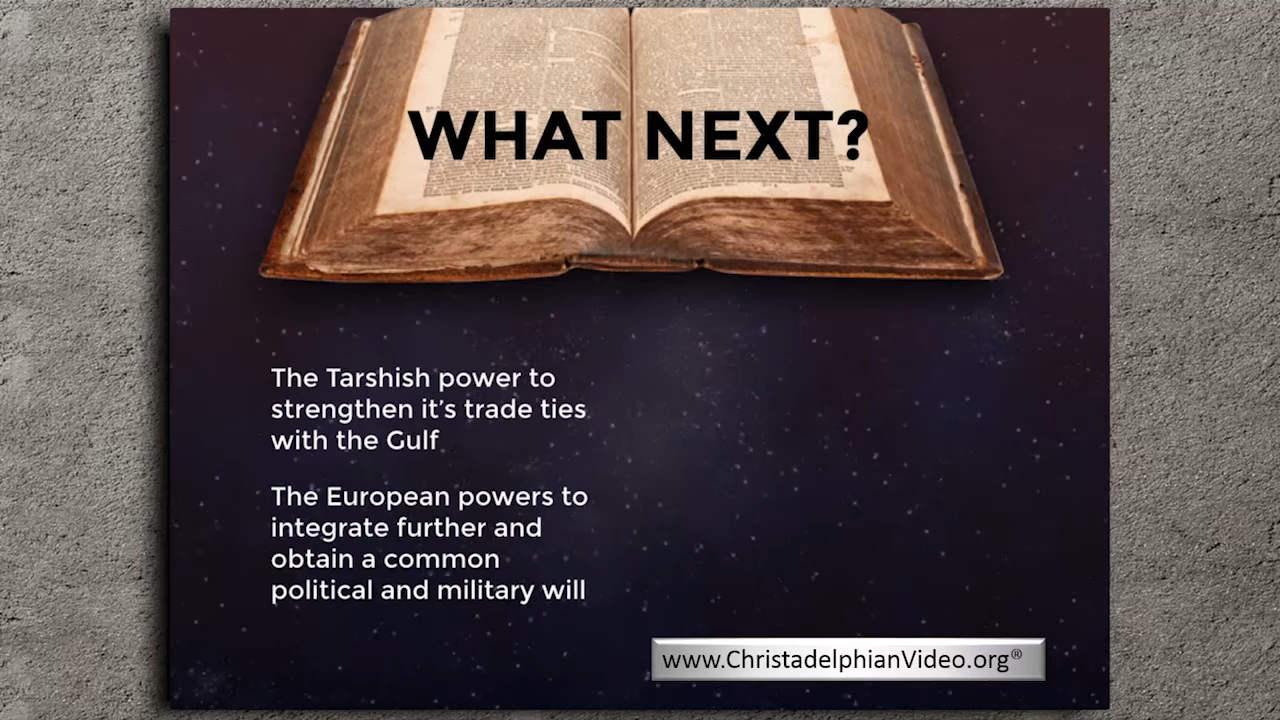 WHAT NEXT?
The Tarshish power to
strengthen it’s trade ties
with the Gulf
The European powers to
integrate further and
obtain a common
political and military will
www.ChristadelphianVideo.org®